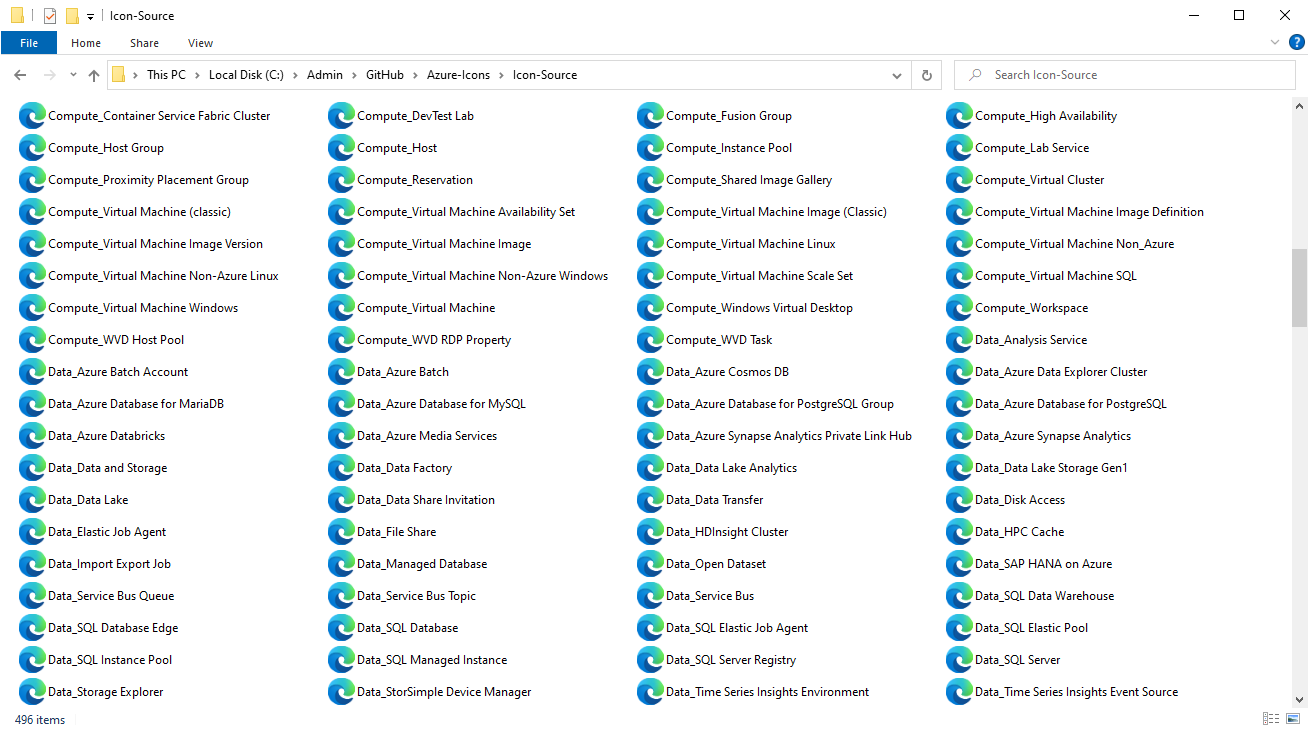 Icon-Source
File Home Share View
This PC Local Disk (C:) Admin GitHub Azure-Icons Icon-Source Search Icon-Source
Compute_Container Service Fabric Cluster Compute_DevTest Lab Compute_Fusion Group Compute_High Availability
Compute_Host Group Compute_Host Compute_Instance Pool Compute_Lab Service
Compute_Proximity Placement Group Compute_Reservation Compute_Shared Image Gallery Compute_Virtual Cluster
Compute_Virtual Machine (classic) Compute_Virtual Machine Availability Set Compute_Virtual Machine Image (Classic) Compute_Virtual Machine Image Definition
Compute_Virtual Machine Image Version Compute_Virtual Machine Image Compute_Virtual Machine Linux Compute_Virtual Machine Non_Azure
Compute_Virtual Machine Non-Azure Linux Compute_Virtual Machine Non-Azure Windows Compute_Virtual Machine Scale Set Compute_Virtual Machine SQL
Compute_Virtual Machine Windows Compute_Virtual Machine Compute_Windows Virtual Desktop Compute_Workspace
Compute_WVD Host Pool Compute_WVD RDP Property Compute_WVD Task Data_Analysis Service
Data_Azure Batch Account Data_Azure Batch Data_Azure Cosmos DB Data_Azure Data Explorer Cluster
Data_Azure Database for MariaDB Data_Azure Database for MySQL Data_Azure Database for PostgreSQL Group Data_Azure Database for PostgreSQL
Data_Azure Databricks Data_Azure Media Services Data_Azure Synapse Analytics Private Link Hub Data_Azure Synapse Analytics
Data_Data and Storage Data_Data Factory Data_Data Lake Analytics Data_Data Lake Storage Gen1
Data_Data Lake Data_Data Share Invitation Data_Data Transfer Data_Disk Access
Data_Elastic Job Agent Data_File Share Data_HDInsight Cluster Data_HPC Cache
Data_Import Export Job Data_Managed Database Data_Open Dataset Data_SAP HANA on Azure
Data_Service Bus Queue Data_Service Bus Topic Data_Service Bus Data_SQL Data Warehouse
Data_SQL Database Edge Data_SQL Database Data_SQL Elastic Job Agent Data_SQL Elastic Pool
Data_SQL Instance Pool Data_SQL Managed Instance Data_SQL Server Registry Data_SQL Server
Data_Storage Explorer Data_StorSimple Device Manager Data_Time Series Insights Environment Data_Time Series Insights Event Source
496 items